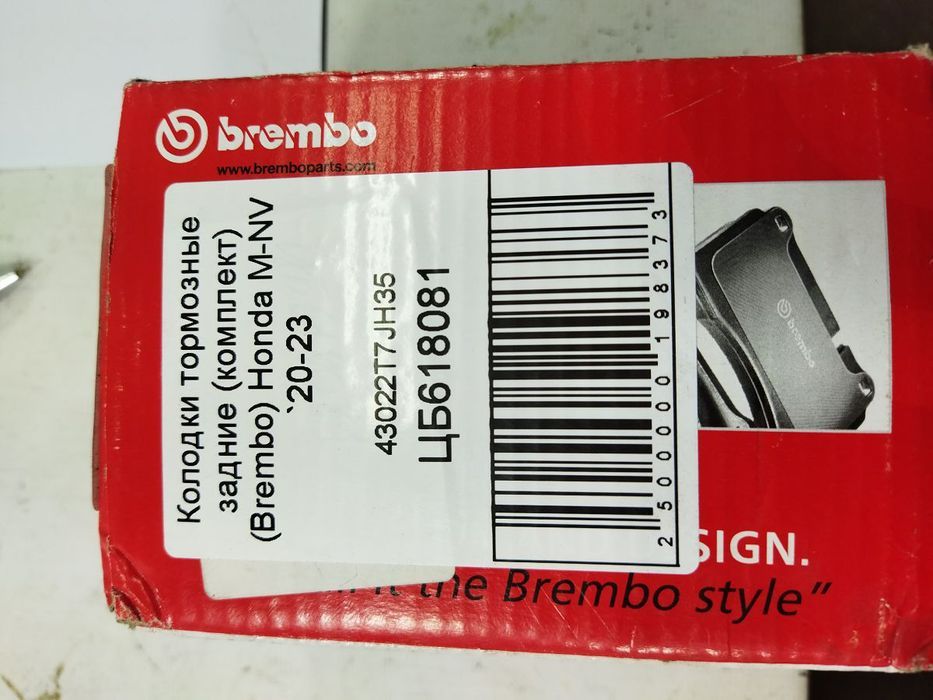 brembo
www.bremboparts.com
Колодки тормозные
задние (комплект)
(Brembo) Honda M-NV
`20-23
43022T7JH35
ЦБ618081
2 500000 198373
brembo
SIGN.
the Brembo style”